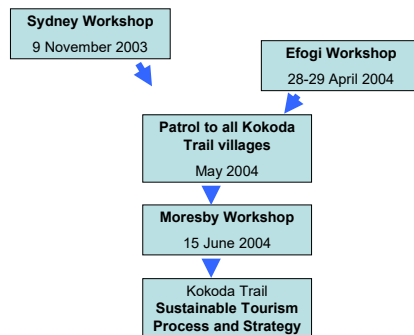 Sydney Workshop
9 November 2003
Efogi Workshop
28-29 April 2004
Patrol to all Kokoda
Trail villages
May 2004
Moresby Workshop
15 June 2004
Kokoda Trail
Sustainable Tourism
Process and Strategy